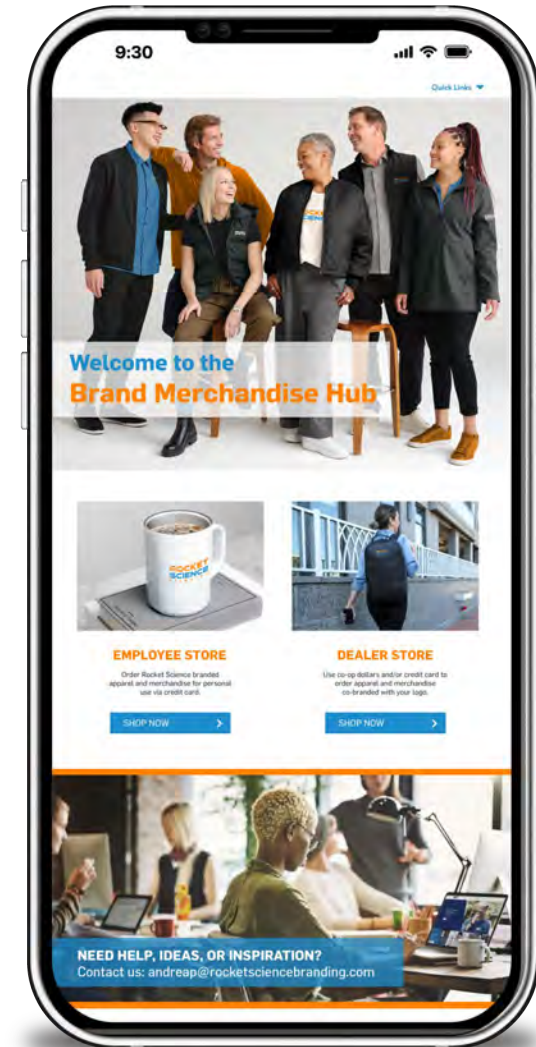 9:30
Quick Links
Welcome to the
Brand Merchandise Hub
ROCKET
SCIENCE
ROCKET
SCIENCE
EMPLOYEE STORE
Order Rocket Science branded
apparel and merchandise for personal
use via credit card.
SHOP NOW
DEALER STORE
Use co-op dollars and/or credit card to
order apparel and merchandise
co-branded with your logo.
SHOP NOW
NEED HELP, IDEAS, OR INSPIRATION?
Contact us: andreap@rocketsciencebranding.com